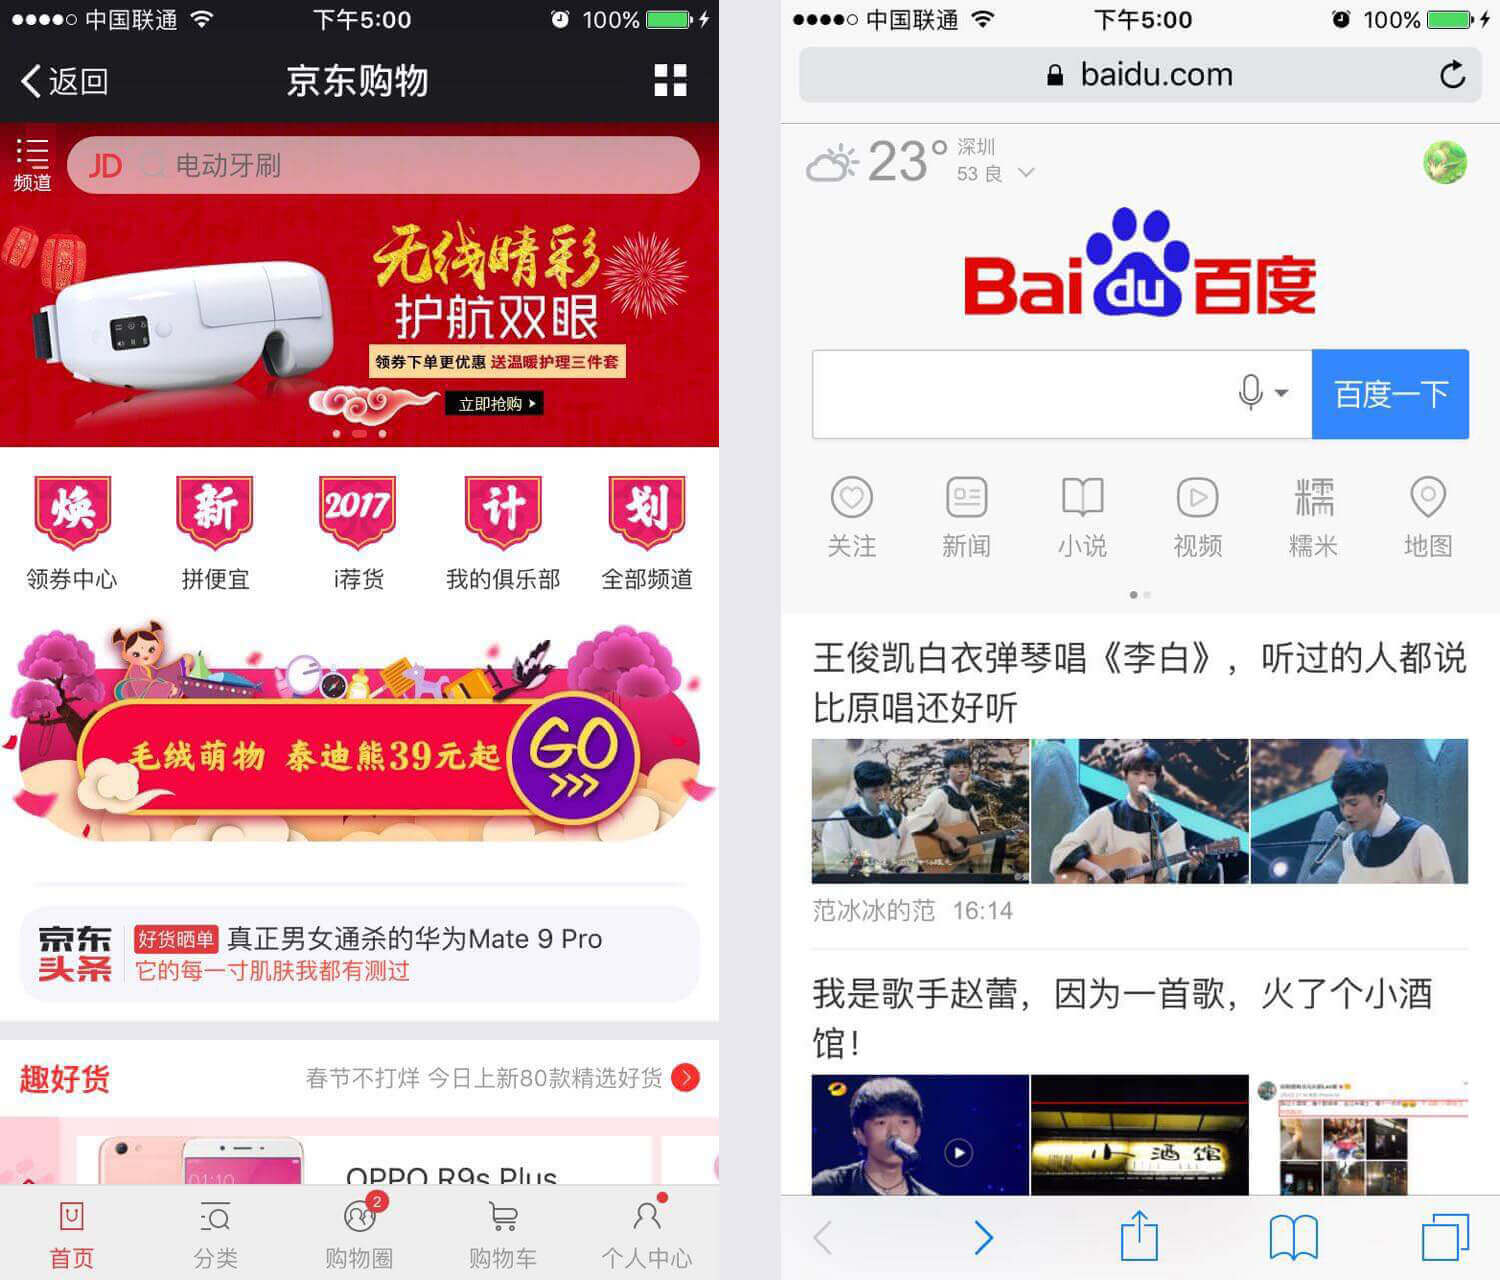 中国联通
下午5:00
100%
返回
京东购物
频道
JD 电动牙刷
无线睛彩
护航双眼
领券下单更优惠 送温暖护理三件套
立即抢购
焕
新
2017
计
划
领券中心
拼便宜
i荐货
我的俱乐部
全部频道
毛绒萌物 泰迪熊39元起
GO
京东
头条
好货晒单 真正男女通杀的华为Mate 9 Pro
它的每一寸肌肤我都有测过
趣好货
春节不打烊 今日上新80款精选好货
OPPO R9s Plus
01:10
2
首页
分类
购物圈
购物车
个人中心
中国联通
下午5:00
100%
baidu.com
23°
深圳
53 良
Bai du 百度
百度一下
关注
新闻
小说
视频
糯
糯米
地图
王俊凯白衣弹琴唱《李白》，听过的人都说
比原唱还好听
范冰冰的范 16:14
我是歌手赵蕾，因为一首歌，火了个小酒
馆！
小酒馆